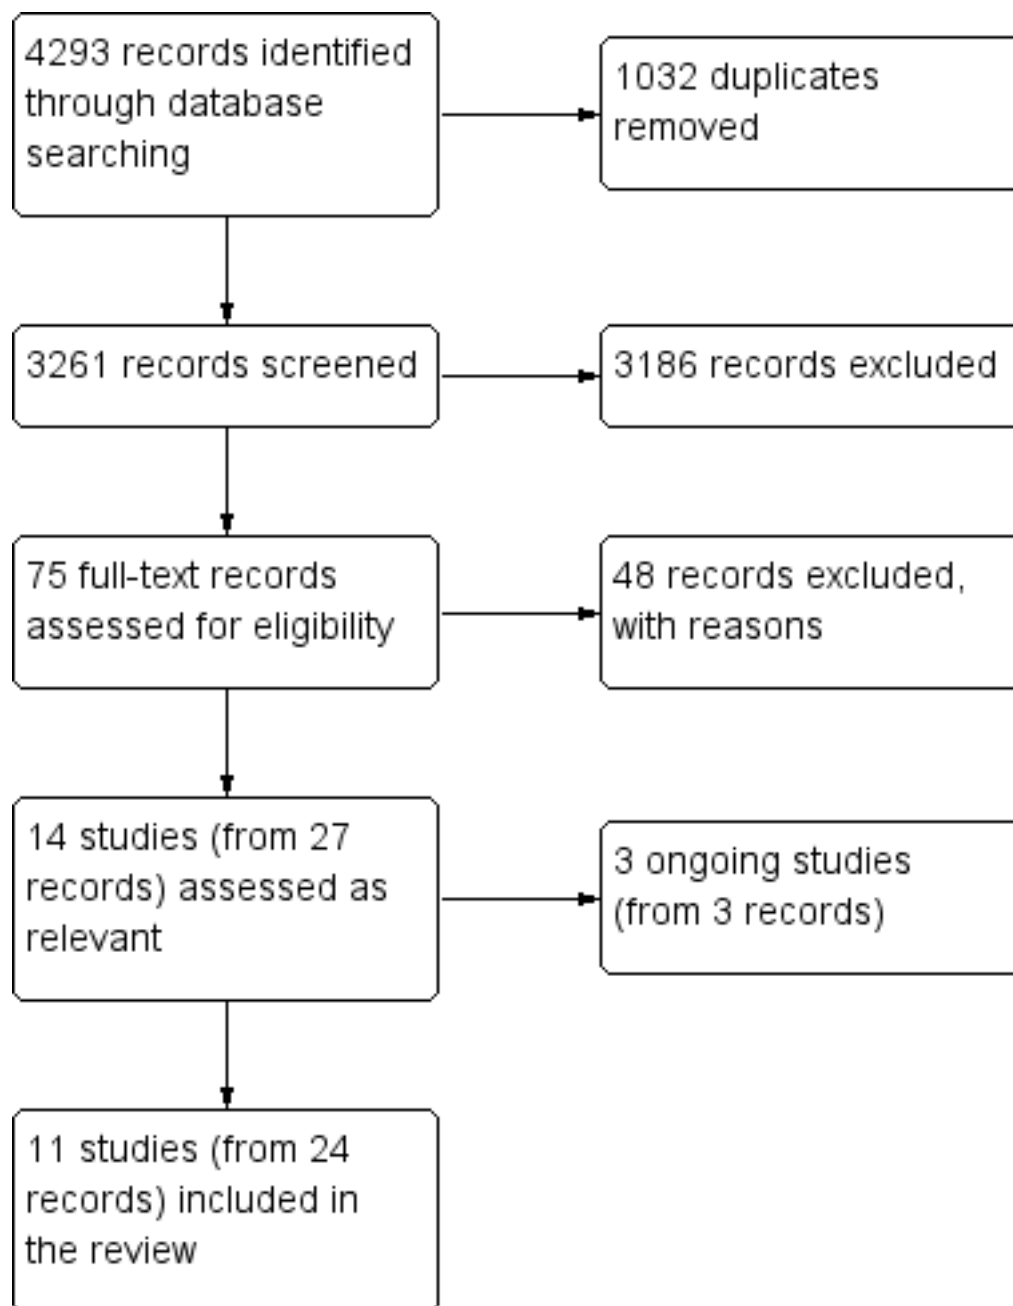 4293 records identified
through database
searching
1032 duplicates
removed
3261 records screened
3186 records excluded
75 full-text records
assessed for eligibility
48 records excluded,
with reasons
14 studies (from 27
records) assessed as
relevant
3 ongoing studies
(from 3 records)
11 studies (from 24
records) included in
the review